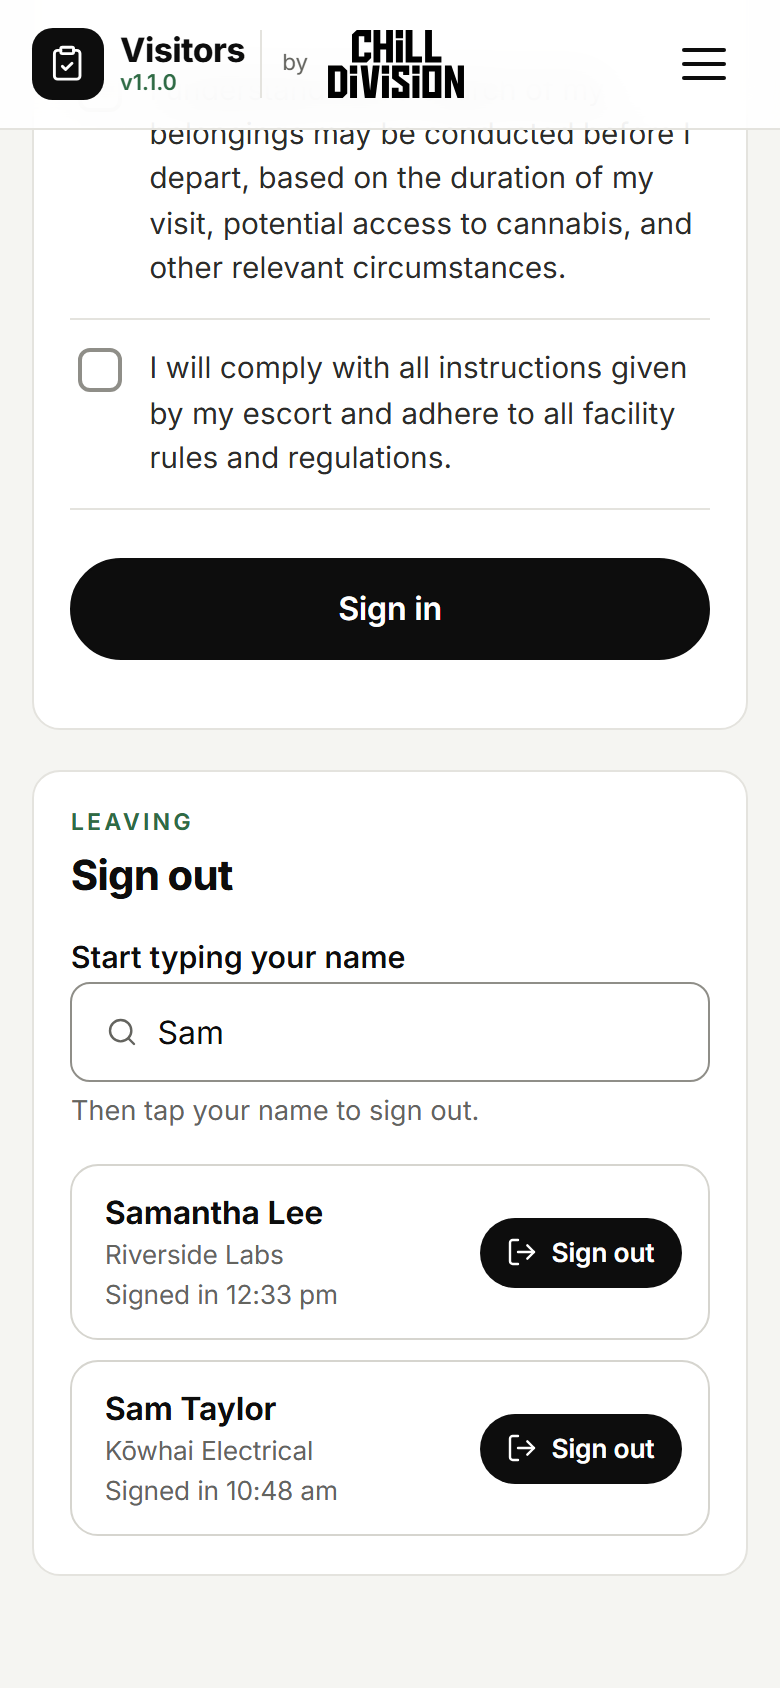 Visitors
v1.1.0
by
CHiLL
DiViSiON
belongings may be conducted before I
depart, based on the duration of my
visit, potential access to cannabis, and
other relevant circumstances.
I will comply with all instructions given
by my escort and adhere to all facility
rules and regulations.
Sign in
LEAVING
Sign out
Start typing your name
Sam
Then tap your name to sign out.
Samantha Lee
Riverside Labs
Signed in 12:33 pm
Sign out
Sam Taylor
Kōwhai Electrical
Signed in 10:48 am
Sign out